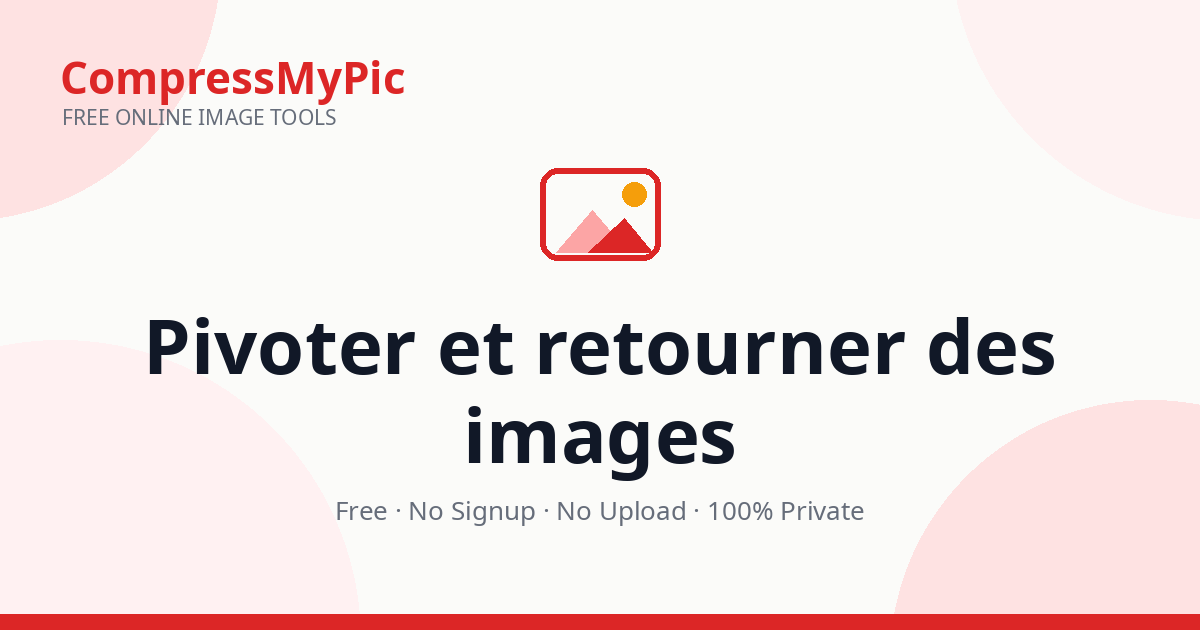 CompressMyPic
FREE ONLINE IMAGE TOOLS
Pivoter et retourner des
images
Free · No Signup · No Upload · 100% Private